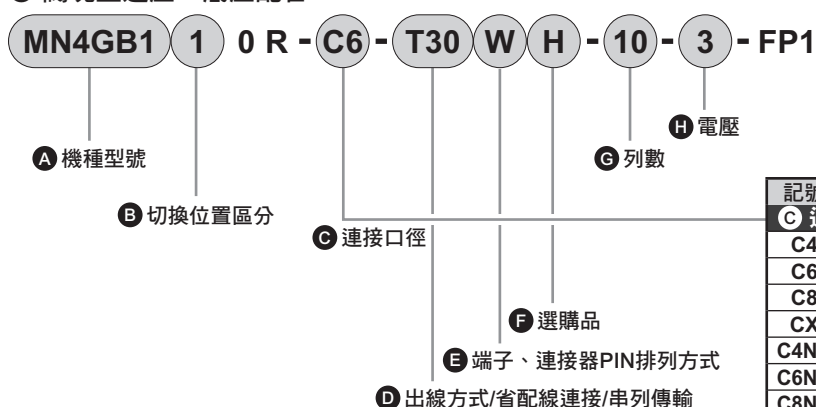 MN4GB1 1 0 R - C6 - T30 W H - 10 - 3 - FP1
H 電壓
A 機種型號
G 列數
B 切換位置區分
記號
C
C 連接口徑
C4
C6
C8
F 選購品
CX
C4N
E 端子、連接器PIN排列方式
C6N
D 出線方式/省配線連接/串列傳輸
C8N